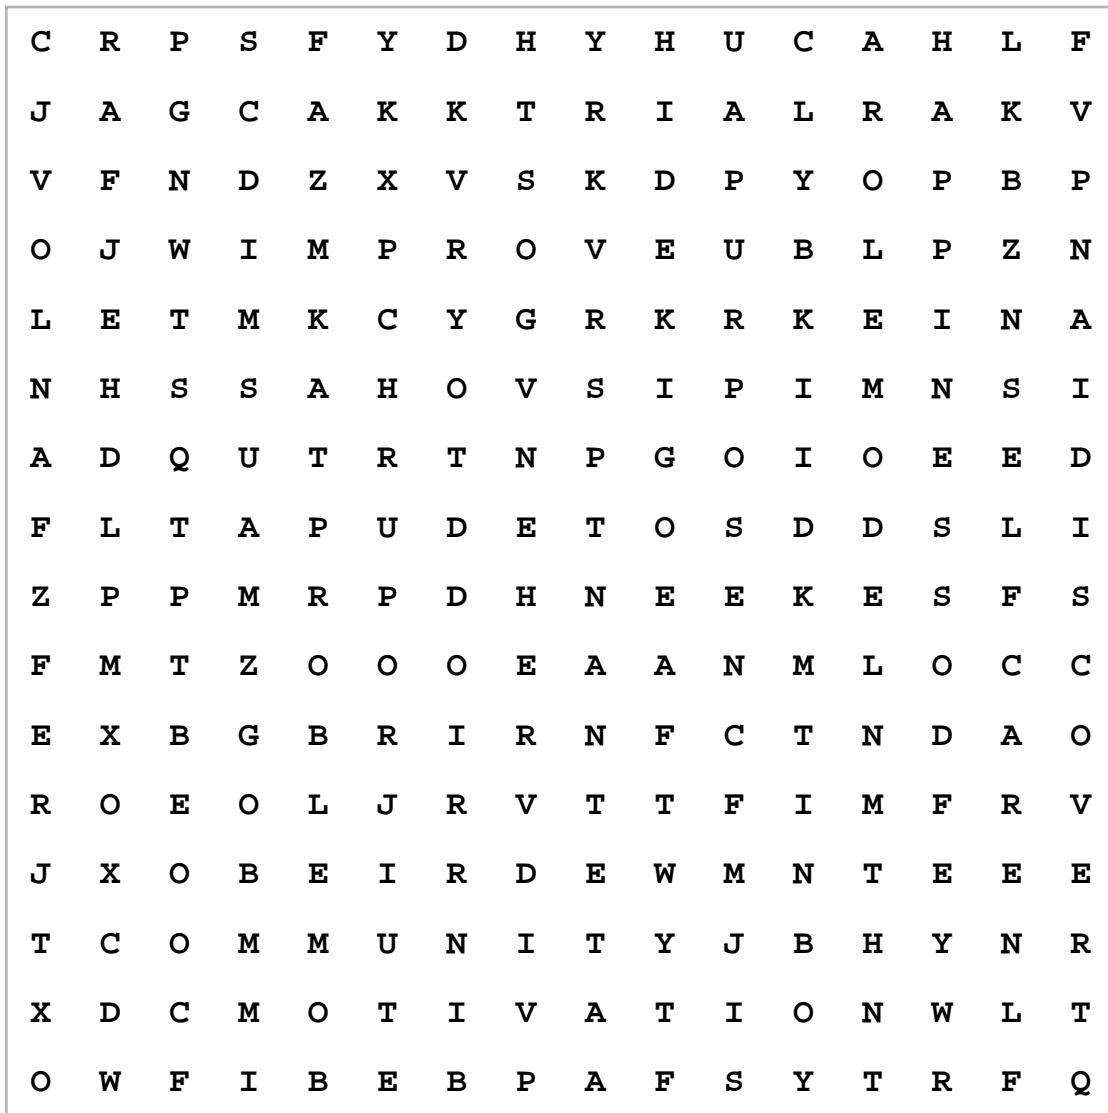 C R P S F Y D H Y H U C A H L F
J A G C A K K T R I A L R A K V
V F N D Z X V S K D P Y O P B P
O J W I M P R O V E U B L P Z N
L E T M K C Y G R K R K E I N A
N H S S A H O V S I P I M N S I
A D Q U T R T N P G O I O E E D
F L T A P U D E T O S D D S L I
Z P P M R P D H N E E K E S F S
F M T Z O O O E A A N M L O C C
E X B G B R I R N F C T N D A O
R O E O L J R V T T F I M F R V
J X O B E I R D E W M N T E E E
T C O M M U N I T Y J B H Y N R
X D C M O T I V A T I O N W L T
O W F I B E B P A F S Y T R F Q